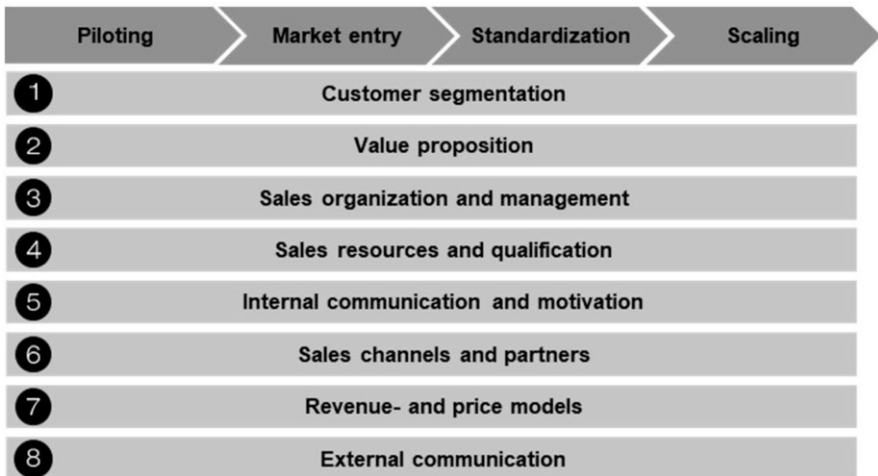 Piloting Market entry Standardization Scaling
1 Customer segmentation
2 Value proposition
3 Sales organization and management
4 Sales resources and qualification
5 Internal communication and motivation
6 Sales channels and partners
7 Revenue- and price models
8 External communication